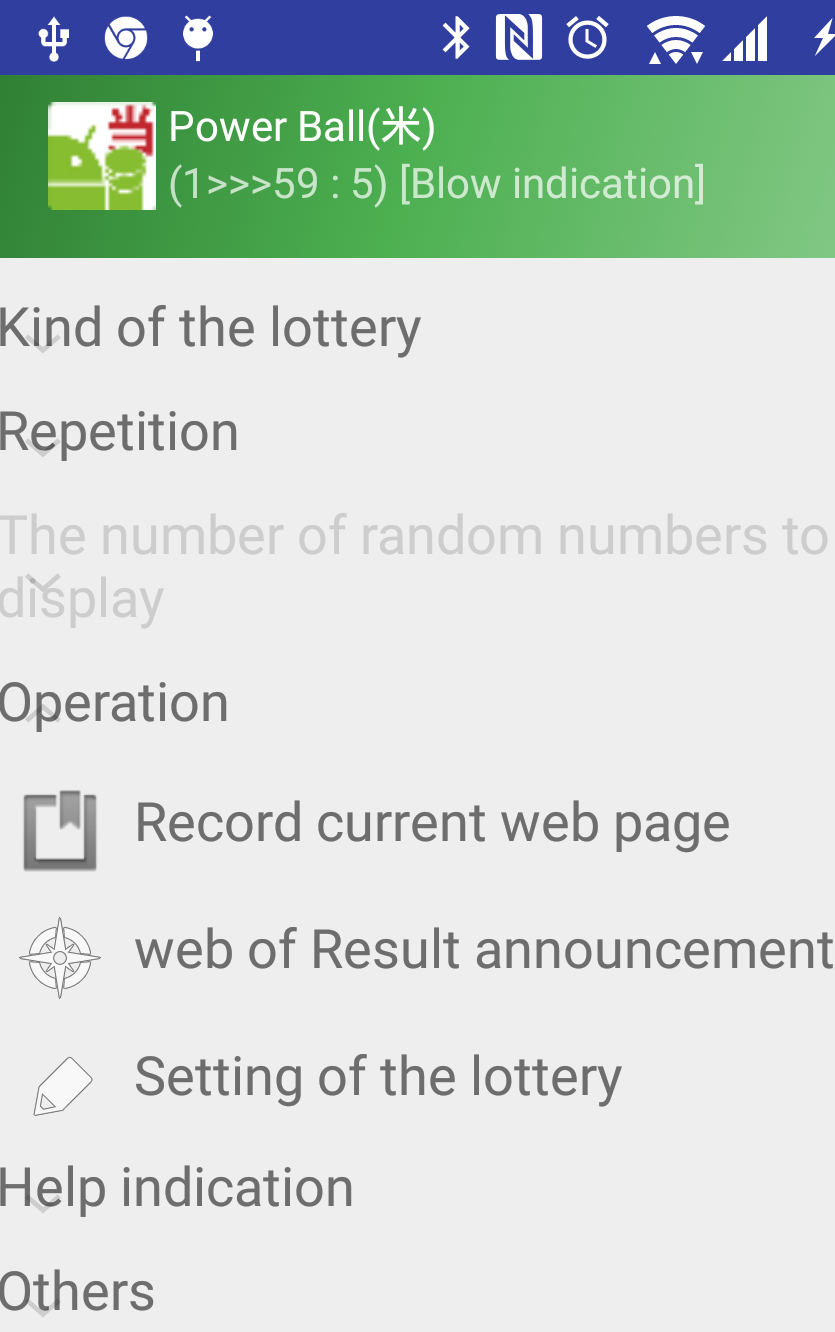 Power Ball(米)
(1>>>59 : 5) [Blow indication]
Kind of the lottery
Repetition
The number of random numbers to
display
Operation
Record current web page
web of Result announcement
Setting of the lottery
Help indication
Others